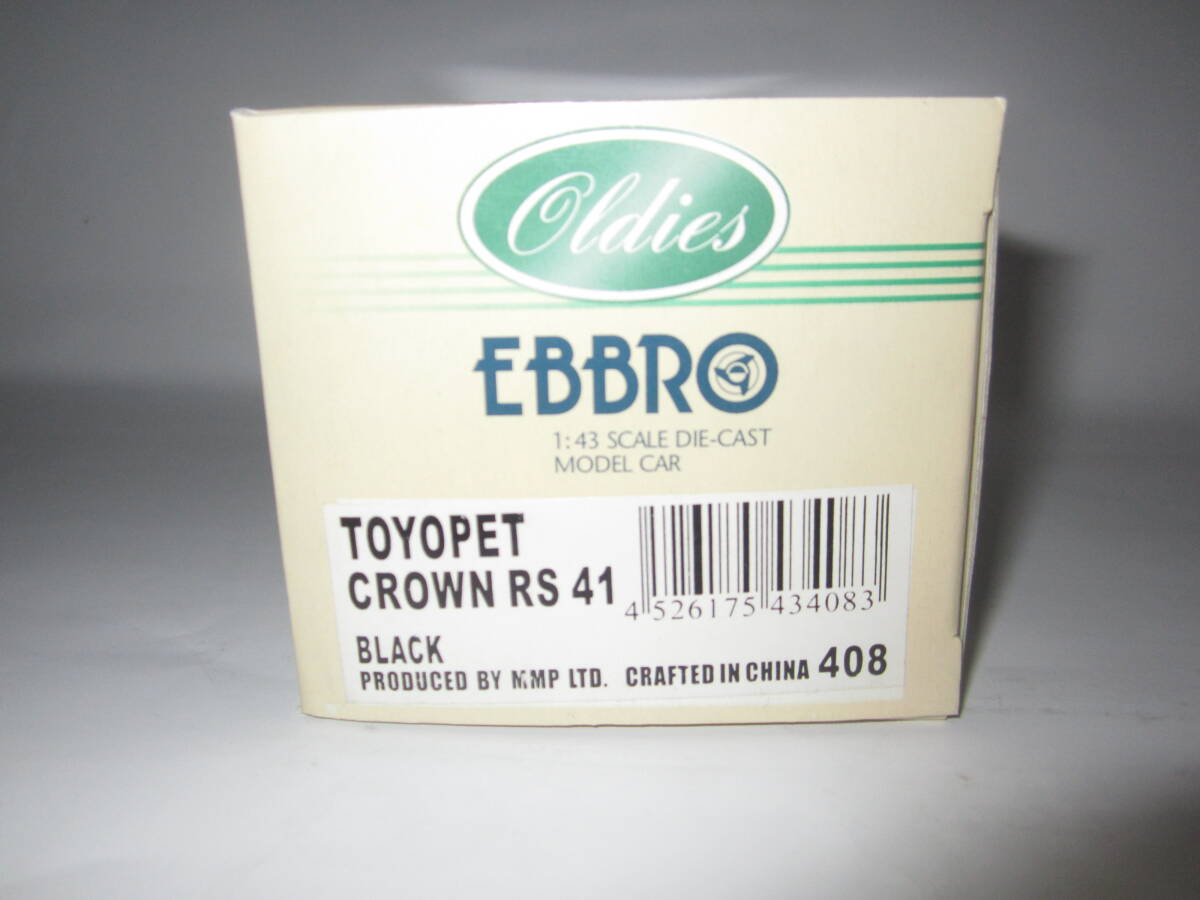 Oldies
EBBRO
1:43 SCALE DIE-CAST
MODEL CAR
TOYOPET
CROWN RS 41
4 526175 434083
BLACK
PRODUCED BY MMP LTD. CRAFTED IN CHINA 408